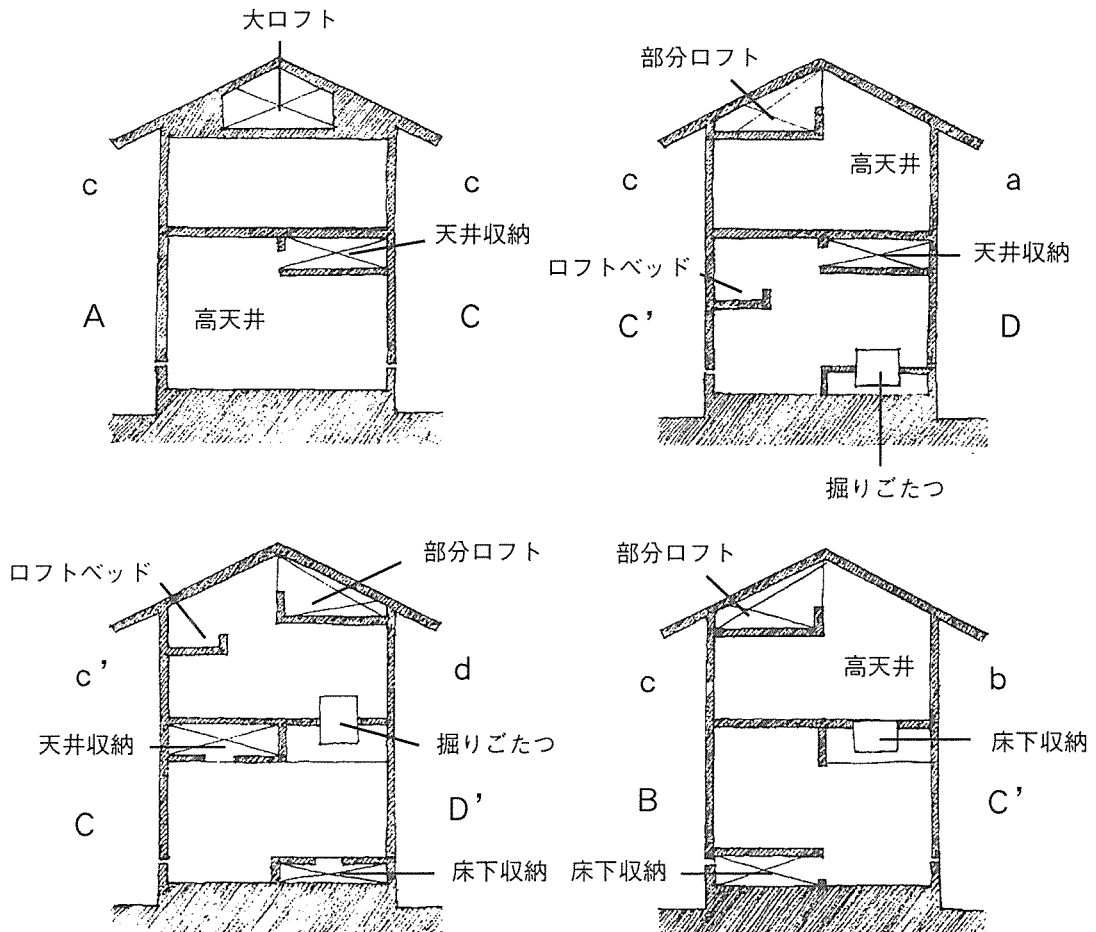 大ロフト
c
c
天井収納
A
高天井
C
部分ロフト
高天井
c
a
天井収納
ロフトベッド
C’
D
掘りごたつ
部分ロフト
ロフトベッド
c’
d
天井収納
掘りごたつ
C
D’
床下収納
部分ロフト
高天井
c
b
床下収納
B
C’
床下収納